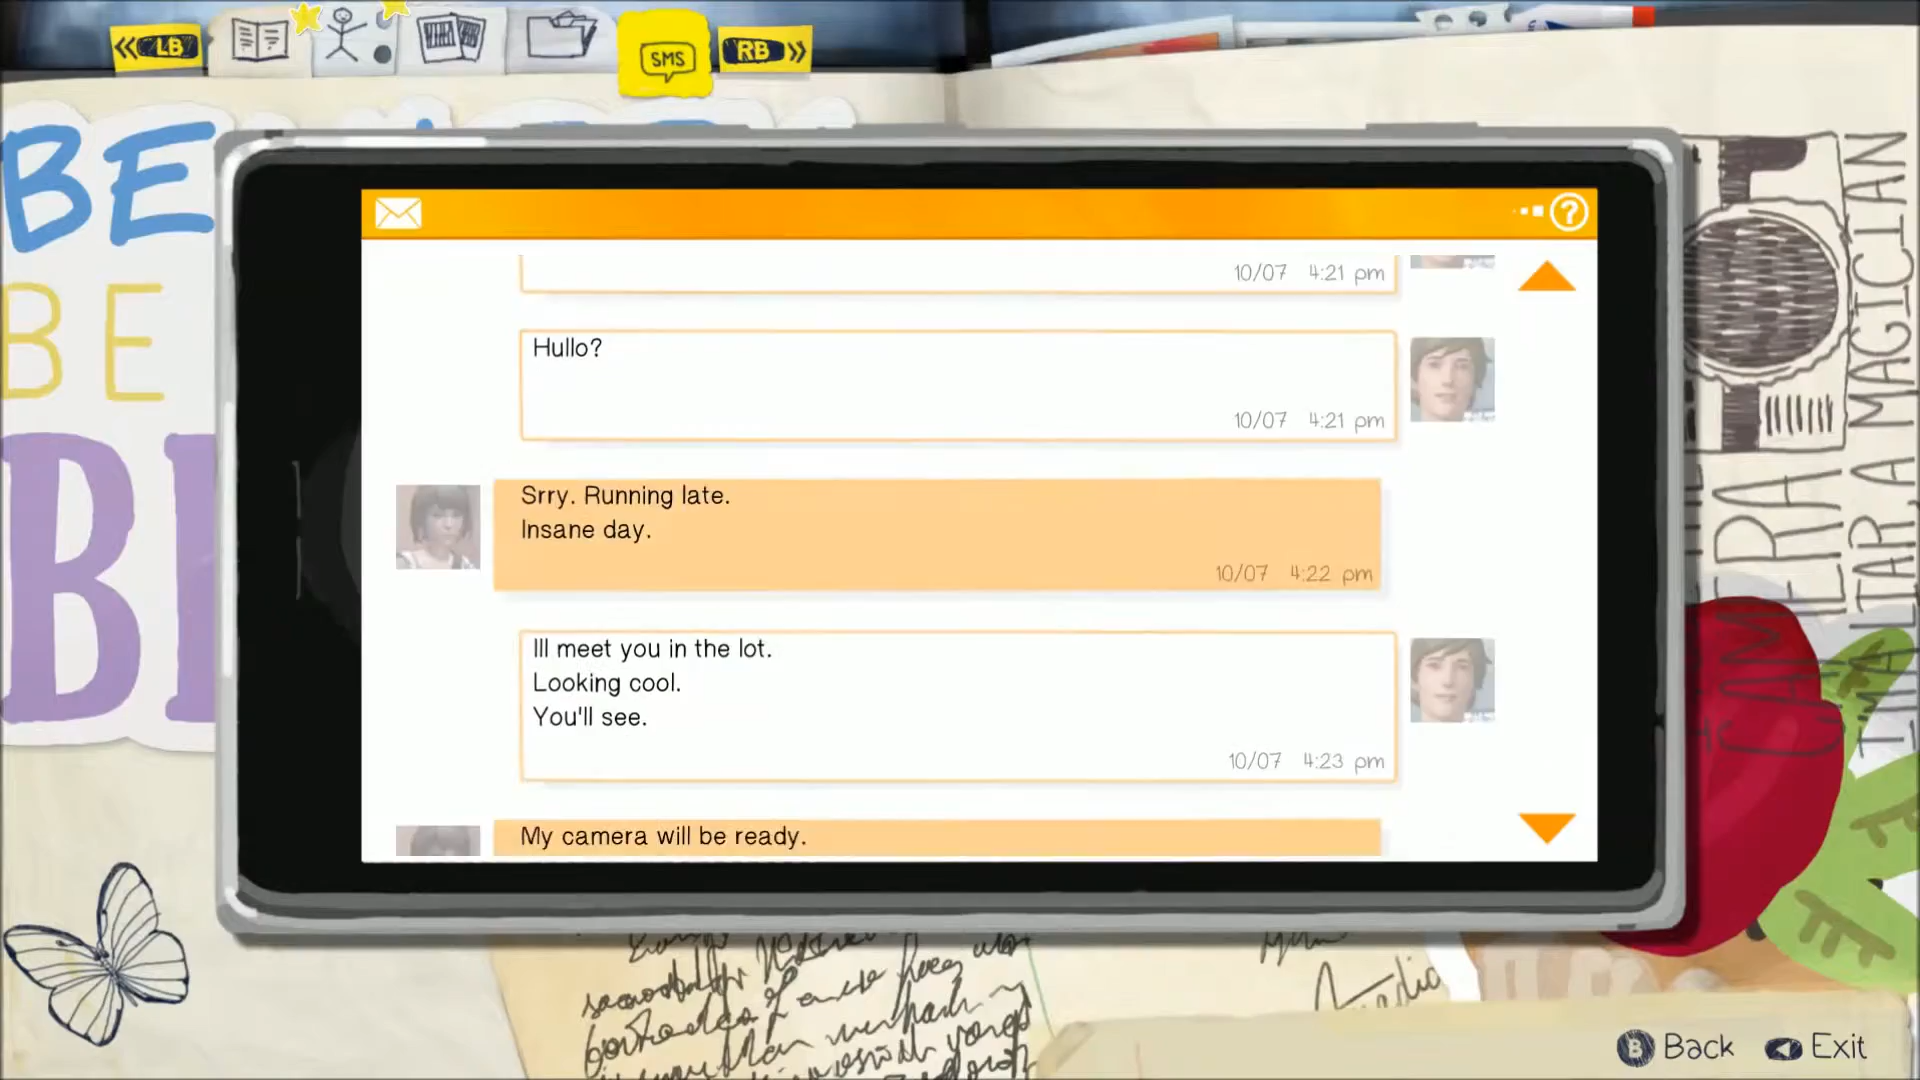 LB
SMS
RB
BE
BE
10/07 4:21 pm
Hullo?
10/07 4:21 pm
Srry. Running late.
Insane day.
10/07 4:22 pm
Ill meet you in the lot.
Looking cool.
You'll see.
10/07 4:23 pm
My camera will be ready.
CAMERA
I'M A LIAR, A MAGICIAN
B Back
Exit